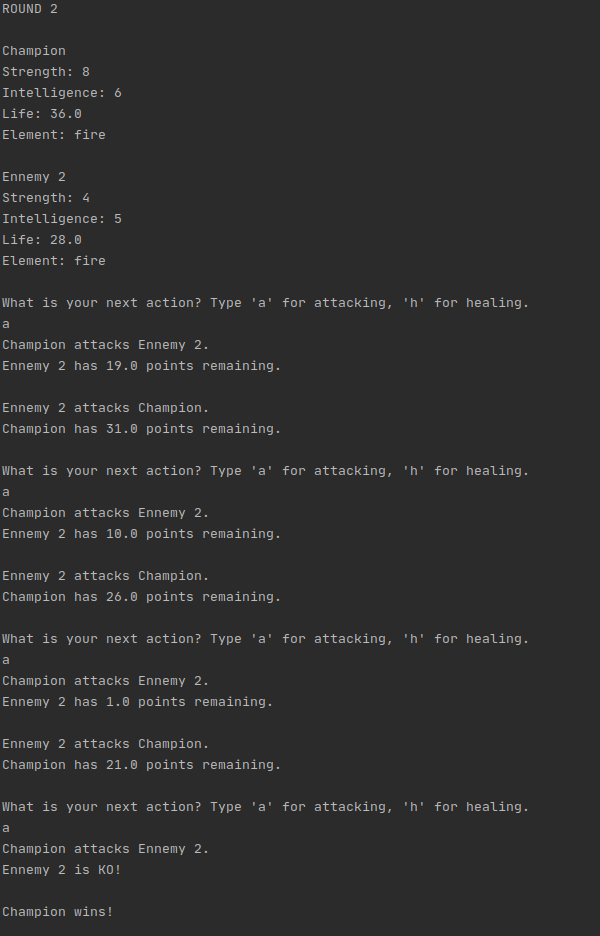 ROUND 2
Champion
Strength: 8
Intelligence: 6
Life: 36.0
Element: fire
Ennemy 2
Strength: 4
Intelligence: 5
Life: 28.0
Element: fire
What is your next action? Type 'a' for attacking, 'h' for healing.
a
Champion attacks Ennemy 2.
Ennemy 2 has 19.0 points remaining.
Ennemy 2 attacks Champion.
Champion has 31.0 points remaining.
What is your next action? Type 'a' for attacking, 'h' for healing.
a
Champion attacks Ennemy 2.
Ennemy 2 has 10.0 points remaining.
Ennemy 2 attacks Champion.
Champion has 26.0 points remaining.
What is your next action? Type 'a' for attacking, 'h' for healing.
a
Champion attacks Ennemy 2.
Ennemy 2 has 1.0 points remaining.
Ennemy 2 attacks Champion.
Champion has 21.0 points remaining.
What is your next action? Type 'a' for attacking, 'h' for healing.
a
Champion attacks Ennemy 2.
Ennemy 2 is KO!
Champion wins!